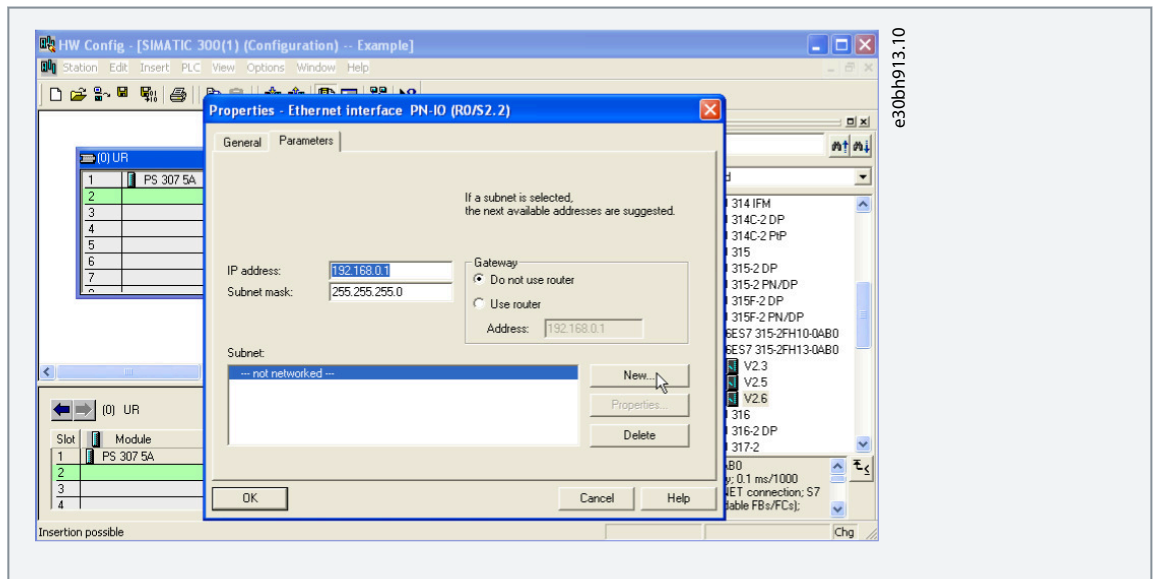 HW Config - [SIMATIC 300(1) (Configuration) -- Example]
Station Edit Insert PLC View Options Window Help
e30bh913.10
Properties - Ethernet interface PN-IO (R0/S2.2)
General Parameters
(0) UR
1 PS 307 5A
2
3
4
5
6
7
If a subnet is selected,
the next available addresses are suggested.
IP address: 192.168.0.1
Subnet mask: 255.255.255.0
Gateway
Do not use router
Use router
Address: 192.168.0.1
Subnet:
--- not networked ---
New...
Properties...
Delete
OK Cancel Help
314 IFM
314C-2 DP
314C-2 PtP
315
315-2 DP
315-2 PN/DP
315F-2 DP
315F-2 PN/DP
6ES7 315-2FH10-0AB0
6ES7 315-2FH13-0AB0
V2.3
V2.5
V2.6
316
316-2 DP
317-2
(0) UR
Slot Module
1 PS 307 5A
2
3
4
AB0
y; 0.1 ms/1000
NET connection; S7
dable FBs/FCs);
Insertion possible
Chg